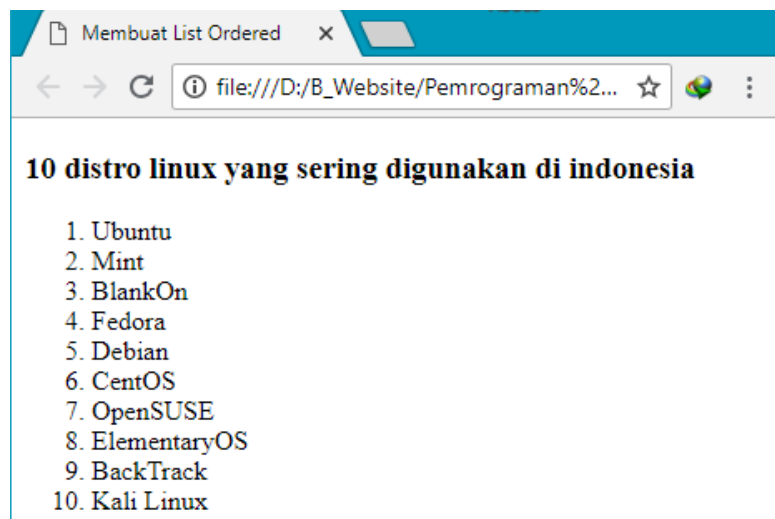 Membuat List Ordered
file:///D:/B_Website/Pemrograman%2...
10 distro linux yang sering digunakan di indonesia
1. Ubuntu
2. Mint
3. BlankOn
4. Fedora
5. Debian
6. CentOS
7. OpenSUSE
8. ElementaryOS
9. BackTrack
10. Kali Linux